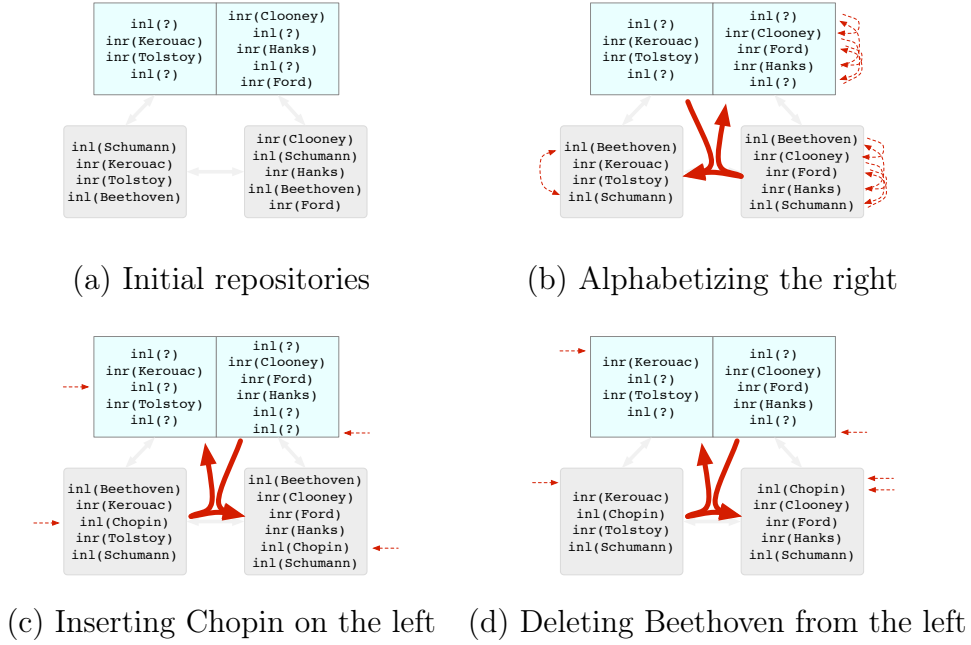 inl(?)
inr(Kerouac)
inr(Tolstoy)
inl(?)
inr(Clooney)
inl(?)
inr(Hanks)
inl(?)
inr(Ford)
inl(Schumann)
inr(Kerouac)
inr(Tolstoy)
inl(Beethoven)
inr(Clooney)
inl(Schumann)
inr(Hanks)
inl(Beethoven)
inr(Ford)
(a) Initial repositories
inl(?)
inr(Kerouac)
inr(Tolstoy)
inl(?)
inl(?)
inr(Clooney)
inr(Ford)
inr(Hanks)
inl(?)
inl(Beethoven)
inr(Kerouac)
inr(Tolstoy)
inl(Schumann)
inl(Beethoven)
inr(Clooney)
inr(Ford)
inr(Hanks)
inl(Schumann)
(b) Alphabetizing the right
inl(?)
inr(Kerouac)
inl(?)
inr(Tolstoy)
inl(?)
inl(?)
inr(Clooney)
inr(Ford)
inr(Hanks)
inl(?)
inl(?)
inl(Beethoven)
inr(Kerouac)
inl(Chopin)
inr(Tolstoy)
inl(Schumann)
inl(Beethoven)
inr(Clooney)
inr(Ford)
inr(Hanks)
inl(Chopin)
inl(Schumann)
(c) Inserting Chopin on the left
inr(Kerouac)
inl(?)
inr(Tolstoy)
inl(?)
inl(?)
inr(Clooney)
inr(Ford)
inr(Hanks)
inl(?)
inr(Kerouac)
inl(Chopin)
inr(Tolstoy)
inl(Schumann)
inl(Chopin)
inr(Clooney)
inr(Ford)
inr(Hanks)
inl(Schumann)
(d) Deleting Beethoven from the left